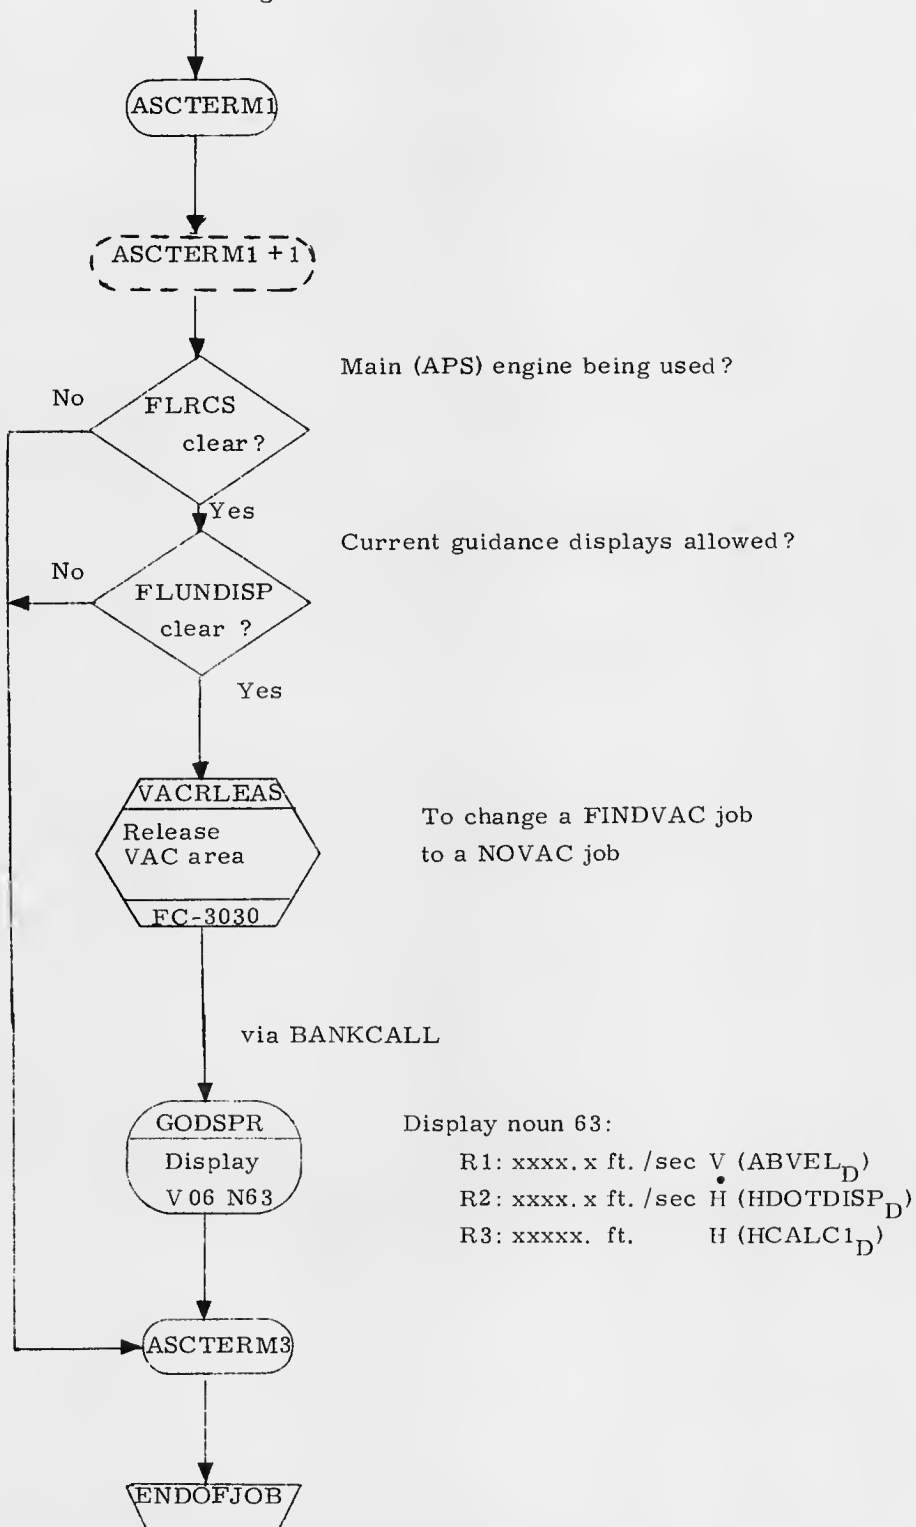 ASCTERM1
ASCTERM1 + 1
Main (APS) engine being used?
No
FLRCS
clear?
Yes
Current guidance displays allowed?
No
FLUNDISP
clear ?
Yes
VACRLEAS
Release
VAC area
FC-3030
To change a FINDVAC job
to a NOVAC job
via BANKCALL
GODSPR
Display
V 06 N63
Display noun 63:
R1: xxxx. x ft. /sec V (ABVEL_D)
R2: xxxx. x ft. /sec Ḣ (HDOTDISP_D)
R3: xxxxx. ft. H (HCALC1_D)
ASCTERM3
ENDOFJOB